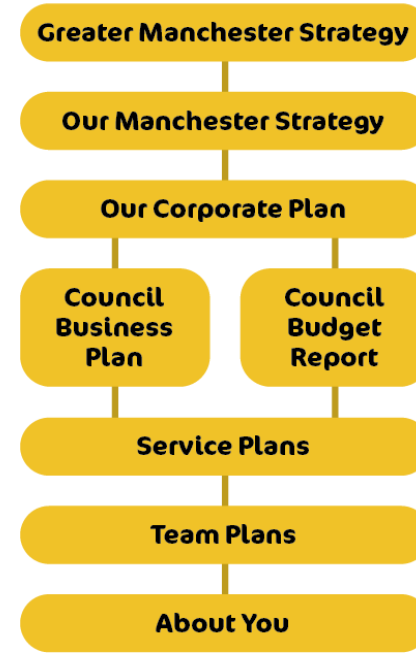 Greater Manchester Strategy
Our Manchester Strategy
Our Corporate Plan
Council
Business
Plan
Council
Budget
Report
Service Plans
Team Plans
About You